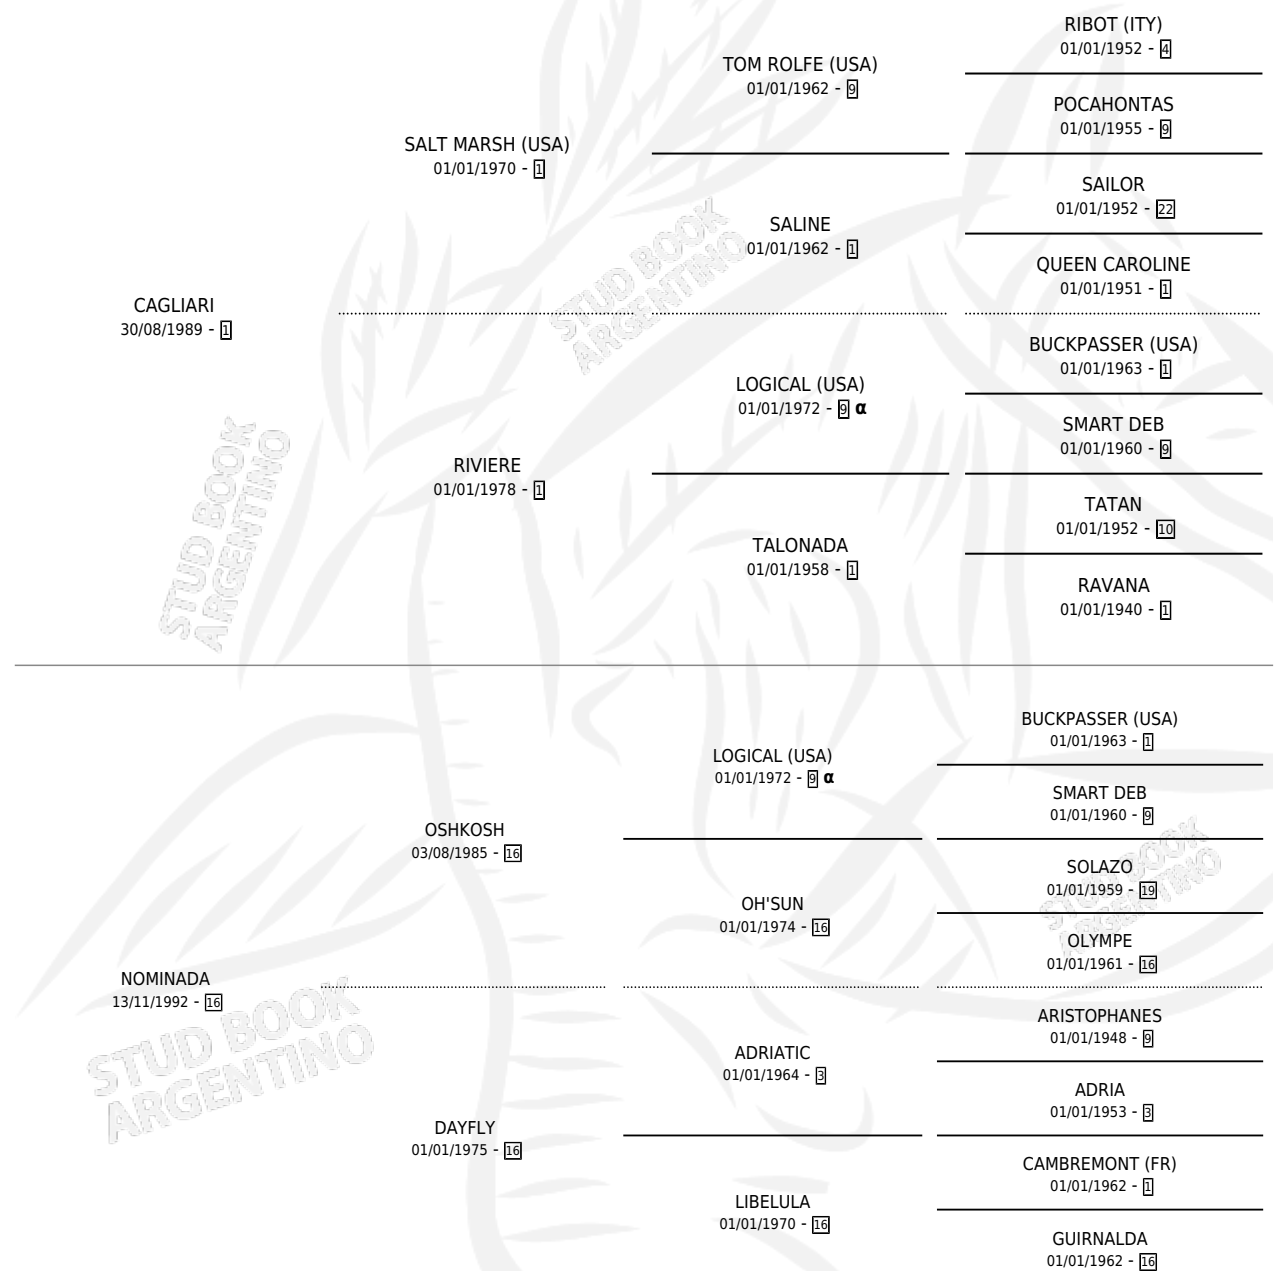 RIBOT (ITY)
01/01/1952 - 4
TOM ROLFE (USA)
01/01/1962 - 9
POCAHONTAS
01/01/1955 - 9
SALT MARSH (USA)
01/01/1970 - 1
SAILOR
01/01/1952 - 22
SALINE
01/01/1962 - 1
QUEEN CAROLINE
01/01/1951 - 1
CAGLIARI
30/08/1989 - 1
BUCKPASSER (USA)
01/01/1963 - 1
LOGICAL (USA)
01/01/1972 - 9 α
SMART DEB
01/01/1960 - 9
RIVIERE
01/01/1978 - 1
TATAN
01/01/1952 - 10
TALONADA
01/01/1958 - 1
RAVANA
01/01/1940 - 1
BUCKPASSER (USA)
01/01/1963 - 1
LOGICAL (USA)
01/01/1972 - 9 α
SMART DEB
01/01/1960 - 9
OSHKOSH
03/08/1985 - 16
SOLAZO
01/01/1959 - 19
OH'SUN
01/01/1974 - 16
OLYMPE
01/01/1961 - 16
NOMINADA
13/11/1992 - 16
ARISTOPHANES
01/01/1948 - 9
ADRIATIC
01/01/1964 - 3
ADRIA
01/01/1953 - 3
DAYFLY
01/01/1975 - 16
CAMBREMONT (FR)
01/01/1962 - 1
LIBELULA
01/01/1970 - 16
GUIRNALDA
01/01/1962 - 16
STUD BOOK
ARGENTINO
STUD BOOK
ARGENTINO
STUD BOOK
ARGENTINO
STUD BOOK
ARGENTINO